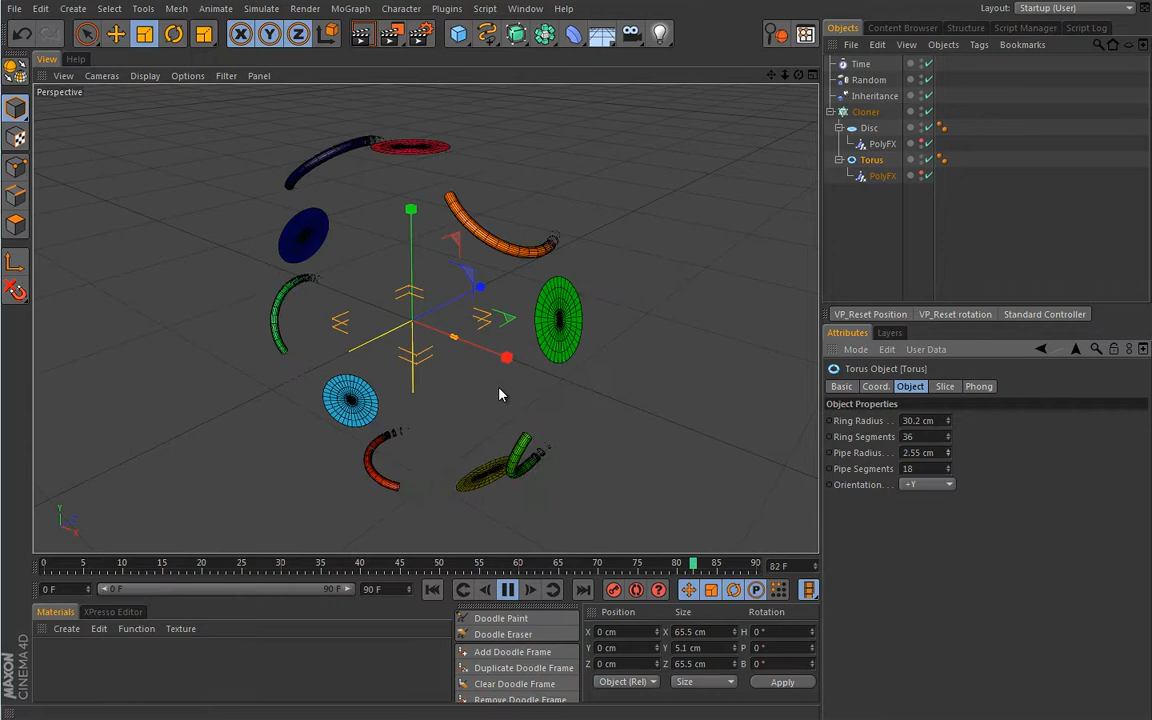 File Edit Create Select Tools Mesh Animate Simulate Render MoGraph Character Plugins Script Window Help Layout: Startup (User)
X Y Z
Objects Content Browser Structure Script Manager Script Log
View Help
File Edit View Objects Tags Bookmarks
View Cameras Display Options Filter Panel
Perspective
Time
Random
Inheritance
Cloner
Disc
PolyFX
Torus
PolyFX
VP_Reset Position VP_Reset rotation Standard Controller
Attributes Layers
Mode Edit User Data
Torus Object [Torus]
Basic Coord. Object Slice Phong
Object Properties
Ring Radius . . 30.2 cm
Ring Segments 36
Pipe Radius. . 2.55 cm
Pipe Segments 18
Orientation. . . +Y
Y
Z
X
0 5 10 15 20 25 30 35 40 45 50 55 60 65 70 75 80 85 90 82 F
0 F 0 F 90 F 90 F
P
Materials XPresso Editor
Create Edit Function Texture
Doodle Paint
Doodle Eraser
Add Doodle Frame
Duplicate Doodle Frame
Clear Doodle Frame
Remove Doodle Frame
Position Size Rotation
X 0 cm X 65.5 cm H 0 °
Y 0 cm Y 5.1 cm P 0 °
Z 0 cm Z 65.5 cm B 0 °
Object (Rel) Size Apply
MAXON
CINEMA 4D